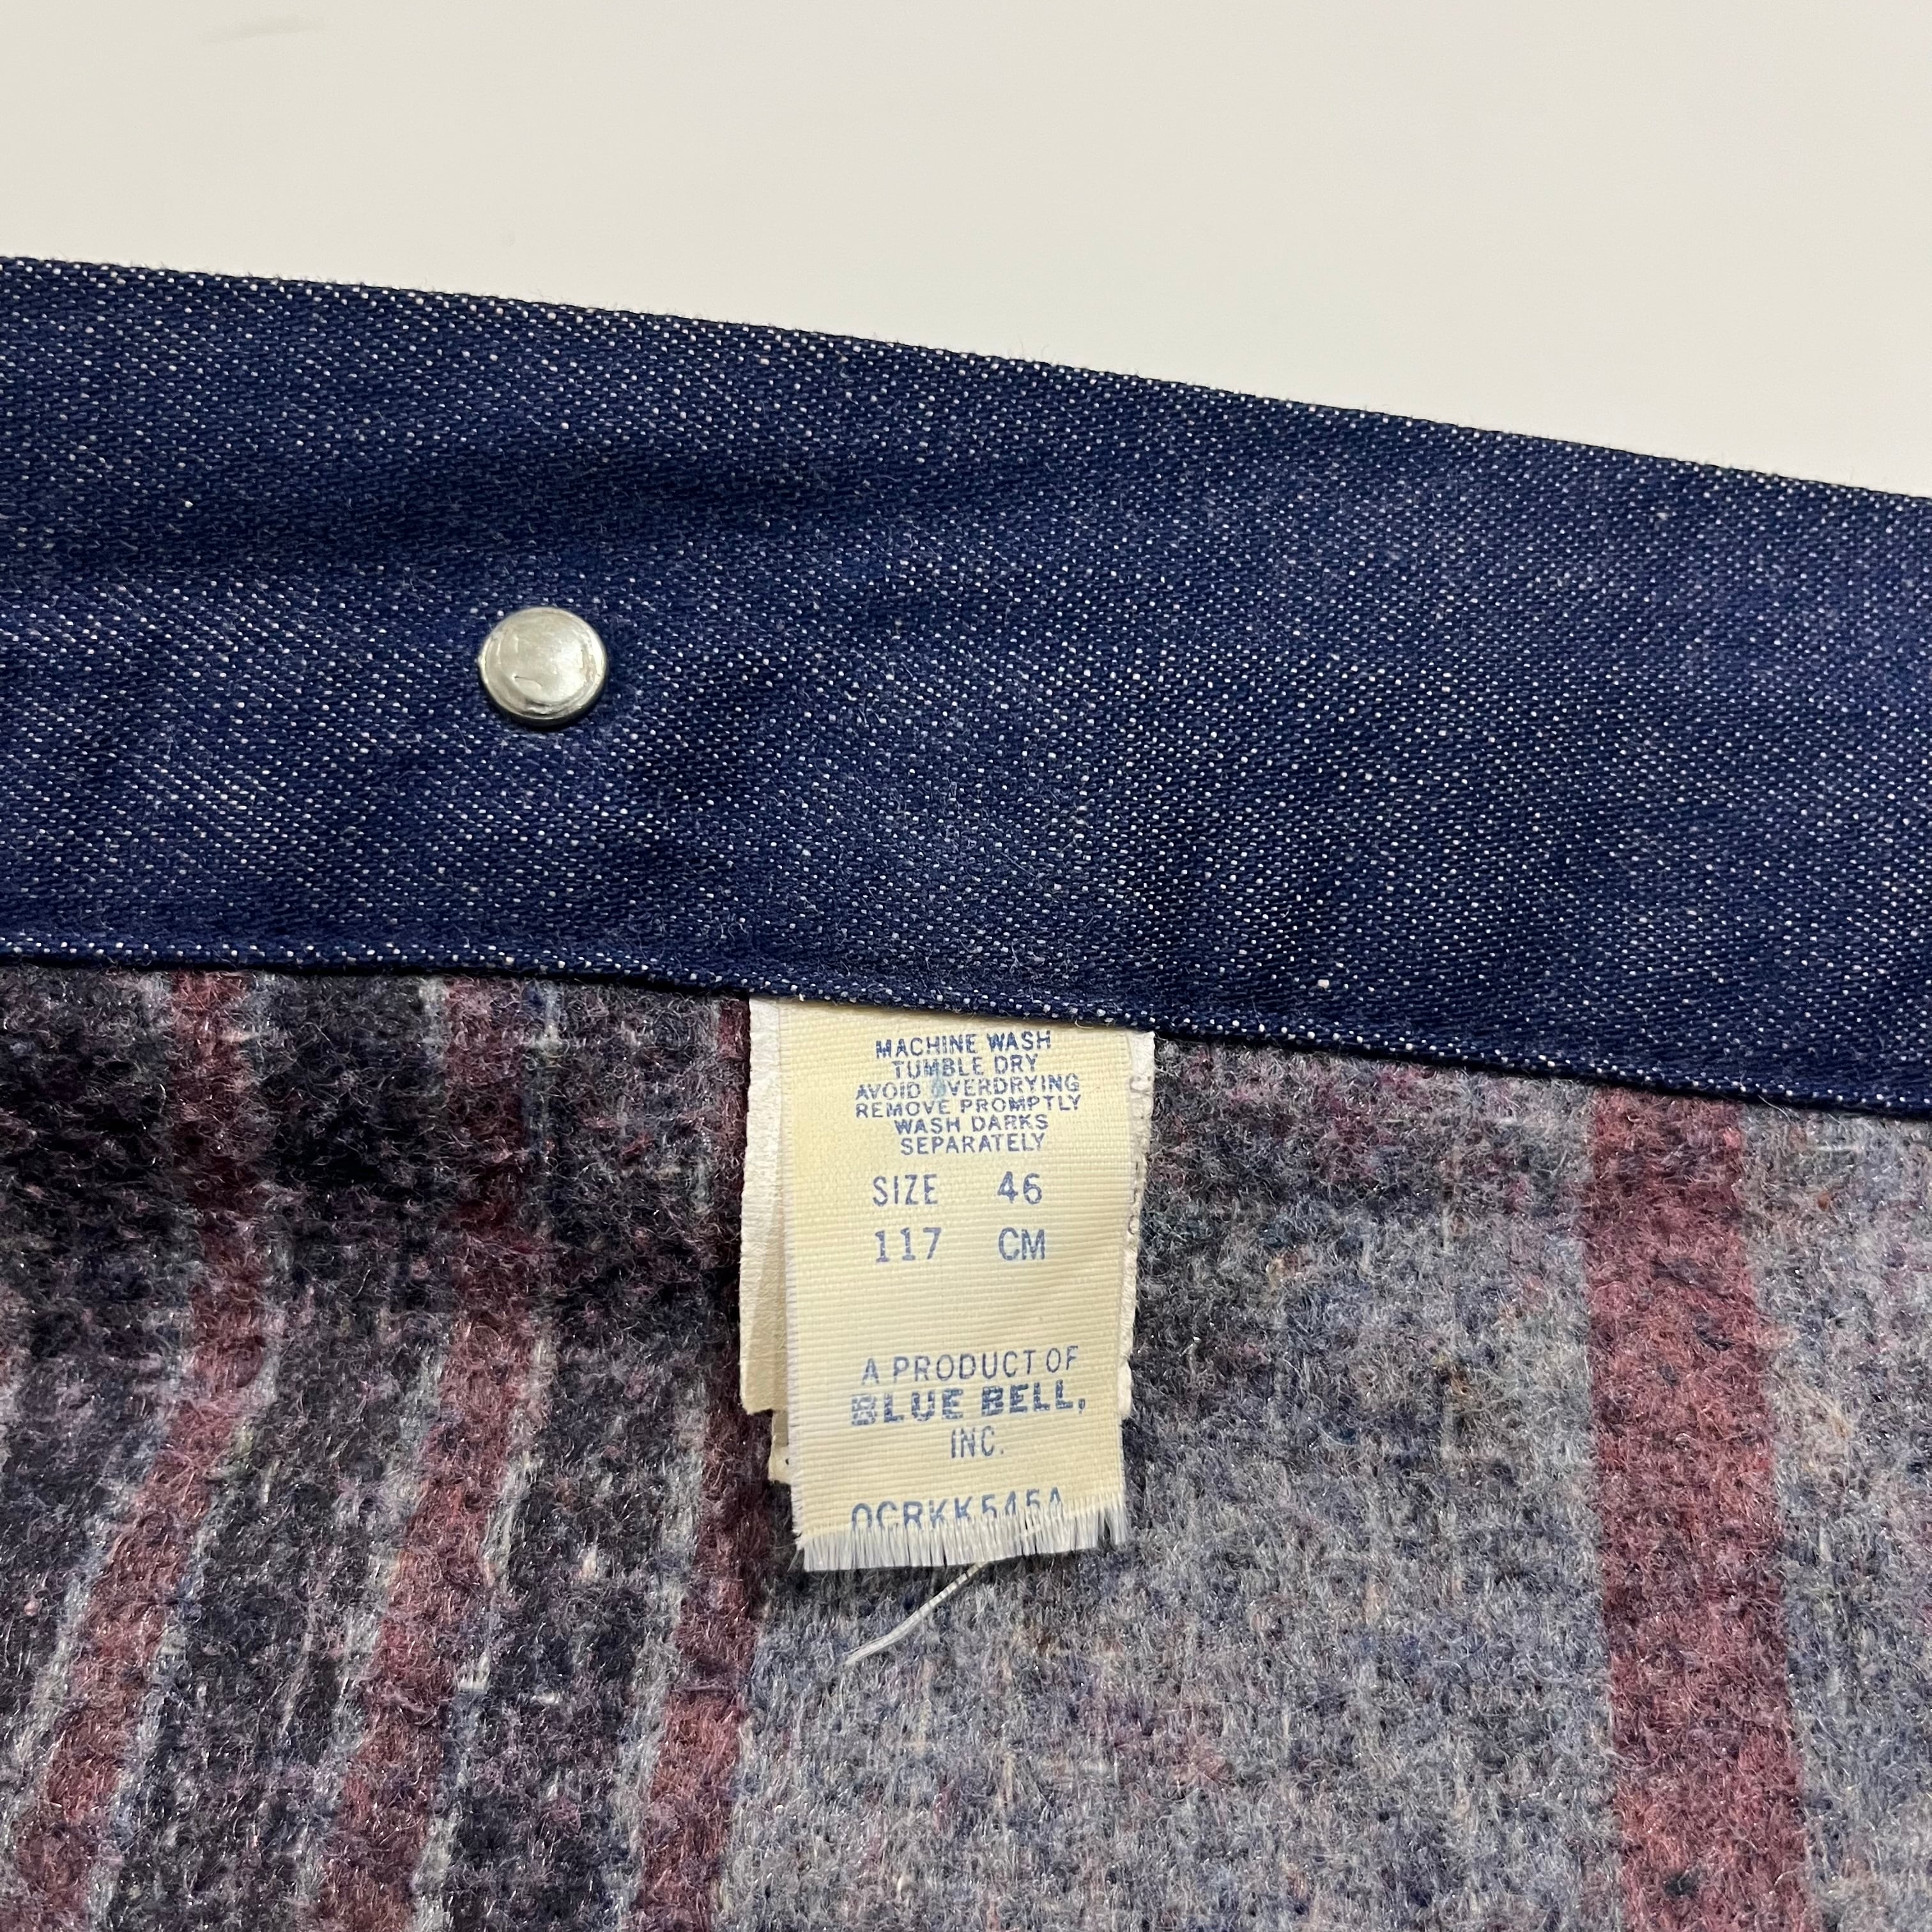 MACHINE WASH
TUMBLE DRY
AVOID OVERDRYING
REMOVE PROMPTLY
WASH DARKS
SEPARATELY
SIZE 46
117 CM
A PRODUCT OF
BLUE BELL,
INC.